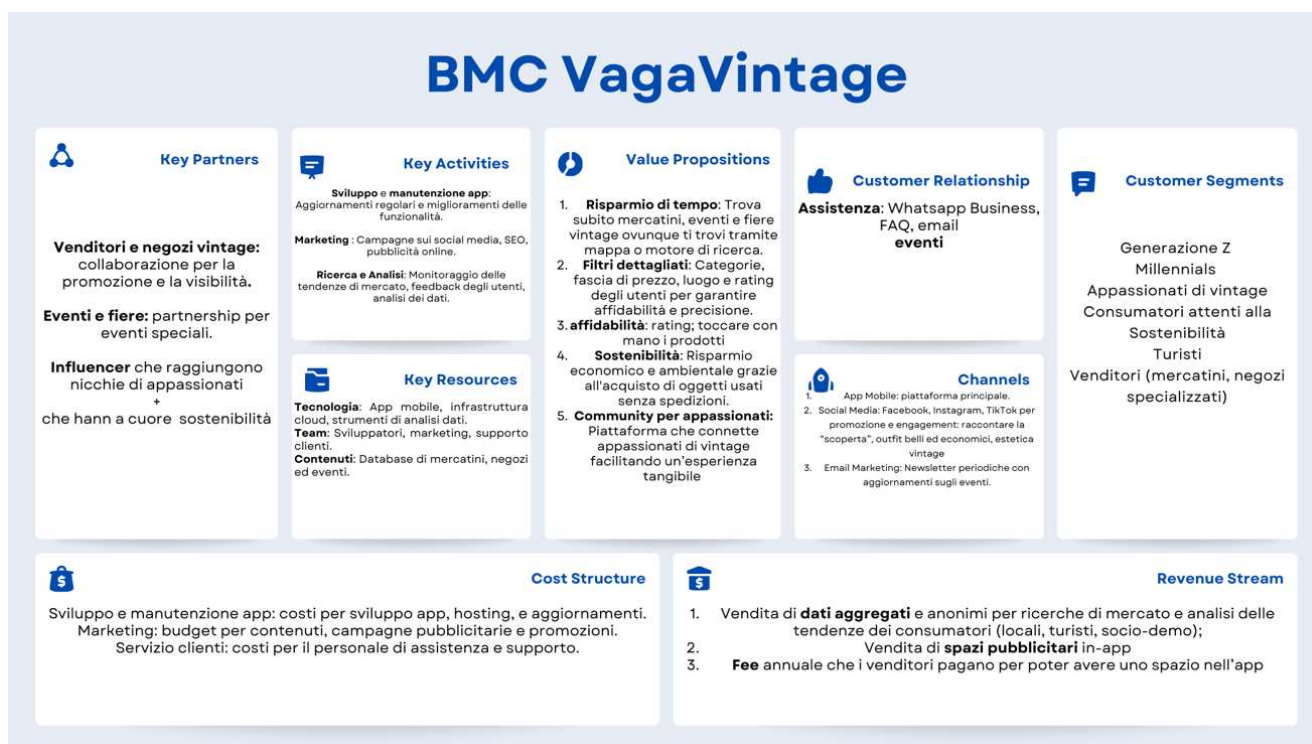 BMC VagaVintage
Key Partners
Venditori e negozi vintage:
collaborazione per la
promozione e la visibilità.
Eventi e fiere: partnership per
eventi speciali.
Influencer che raggiungono
nicchie di appassionati
+
che hann a cuore sostenibilità
Key Activities
Sviluppo e manutenzione app:
Aggiornamenti regolari e miglioramenti delle
funzionalità.
Marketing : Campagne sui social media, SEO,
pubblicità online.
Ricerca e Analisi: Monitoraggio delle
tendenze di mercato, feedback degli utenti,
analisi dei dati.
Key Resources
Tecnologia: App mobile, infrastruttura
cloud, strumenti di analisi dati.
Team: Sviluppatori, marketing, supporto
clienti.
Contenuti: Database di mercatini, negozi
ed eventi.
Value Propositions
1. Risparmio di tempo: Trova
subito mercatini, eventi e fiere
vintage ovunque ti trovi tramite
mappa o motore di ricerca.
2. Filtri dettagliati: Categorie,
fascia di prezzo, luogo e rating
degli utenti per garantire
affidabilità e precisione.
3. affidabilità: rating; toccare con
mano i prodotti
4. Sostenibilità: Risparmio
economico e ambientale grazie
all'acquisto di oggetti usati
senza spedizioni.
5. Community per appassionati:
Piattaforma che connette
appassionati di vintage
facilitando un'esperienza
tangibile
Customer Relationship
Assistenza: Whatsapp Business,
FAQ, email
eventi
Channels
1. App Mobile: piattaforma principale.
2. Social Media: Facebook, Instagram, TikTok per
promozione e engagement: raccontare la
"scoperta", outfit belli ed economici, estetica
vintage
3. Email Marketing: Newsletter periodiche con
aggiornamenti sugli eventi.
Customer Segments
Generazione Z
Millennials
Appassionati di vintage
Consumatori attenti alla
Sostenibilità
Turisti
Venditori (mercatini, negozi
specializzati)
Cost Structure
Sviluppo e manutenzione app: costi per sviluppo app, hosting, e aggiornamenti.
Marketing: budget per contenuti, campagne pubblicitarie e promozioni.
Servizio clienti: costi per il personale di assistenza e supporto.
Revenue Stream
1. Vendita di dati aggregati e anonimi per ricerche di mercato e analisi delle
tendenze dei consumatori (locali, turisti, socio-demo);
2. Vendita di spazi pubblicitari in-app
3. Fee annuale che i venditori pagano per poter avere uno spazio nell'app